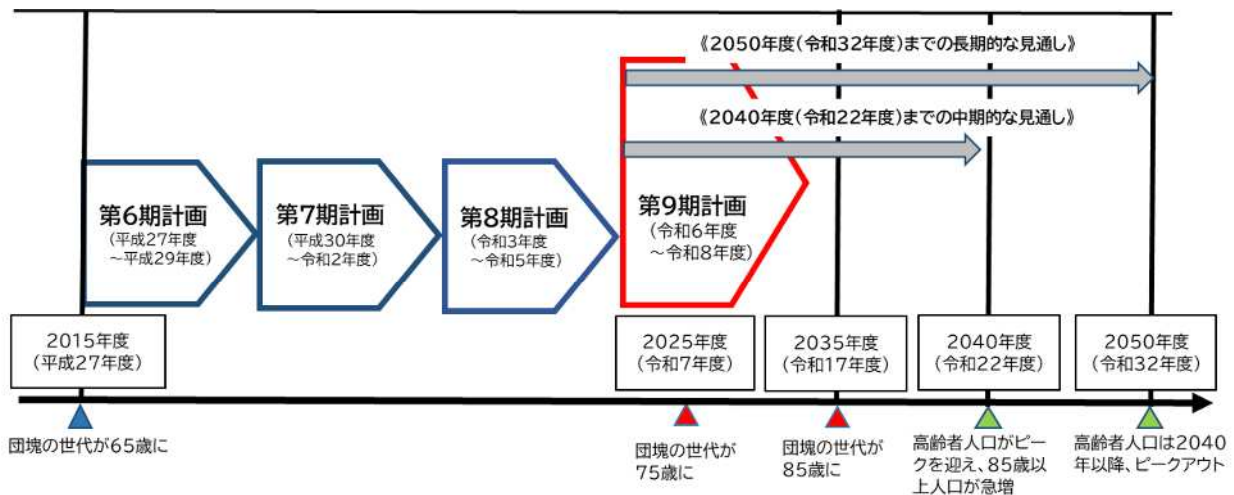 《2050年度(令和32年度)までの長期的な見通し》
《2040年度(令和22年度)までの中期的な見通し》
第6期計画
(平成27年度
～平成29年度)
第7期計画
(平成30年度
～令和2年度)
第8期計画
(令和3年度
～令和5年度)
第9期計画
(令和6年度
～令和8年度)
2015年度
(平成27年度)
2025年度
(令和7年度)
2035年度
(令和17年度)
2040年度
(令和22年度)
2050年度
(令和32年度)
団塊の世代が65歳に
団塊の世代が
75歳に
団塊の世代が
85歳に
高齢者人口がピー
クを迎え、85歳以
上人口が急増
高齢者人口は2040
年以降、ピークアウト